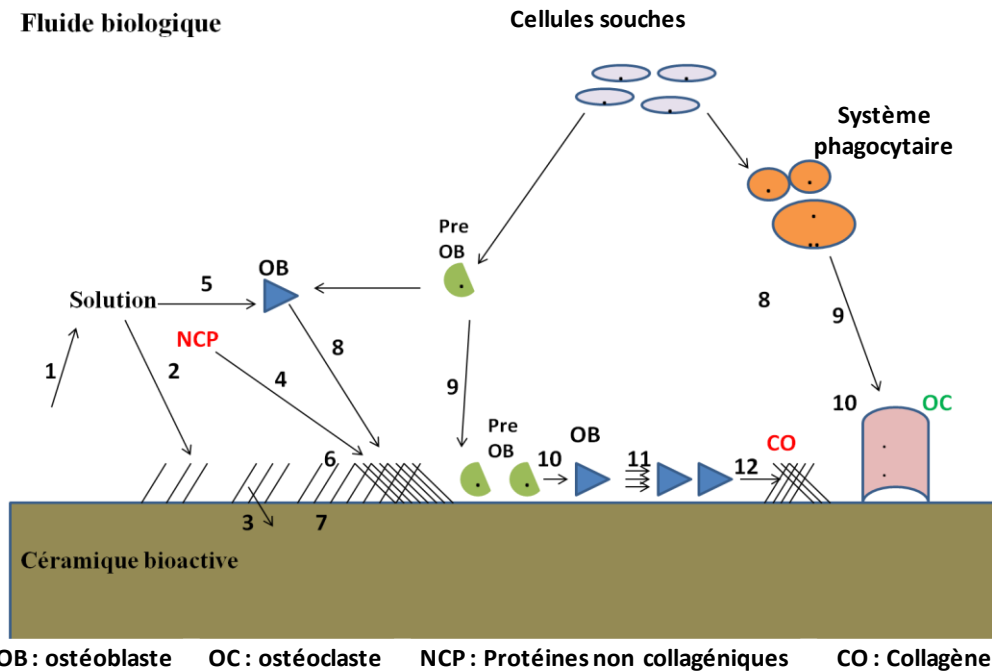 Fluide biologique
Cellules souches
Système
phagocytaire
Pre
OB
OB
5
Solution
NCP
8
9
1
2
4
8
9
10
OC
Pre
OB
OB
CO
6
10
11
12
3
7
Céramique bioactive
OB : ostéoblaste OC : ostéoclaste NCP : Protéines non collagéniques CO : Collagène